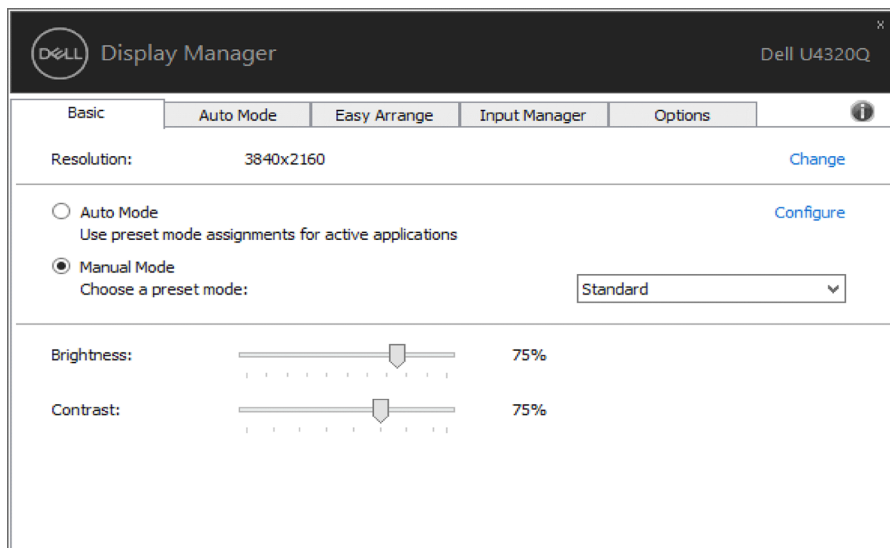 x
DELL Display Manager Dell U4320Q
Basic Auto Mode Easy Arrange Input Manager Options
Resolution: 3840x2160 Change
Auto Mode Configure
Use preset mode assignments for active applications
Manual Mode
Choose a preset mode: Standard
Brightness: 75%
Contrast: 75%